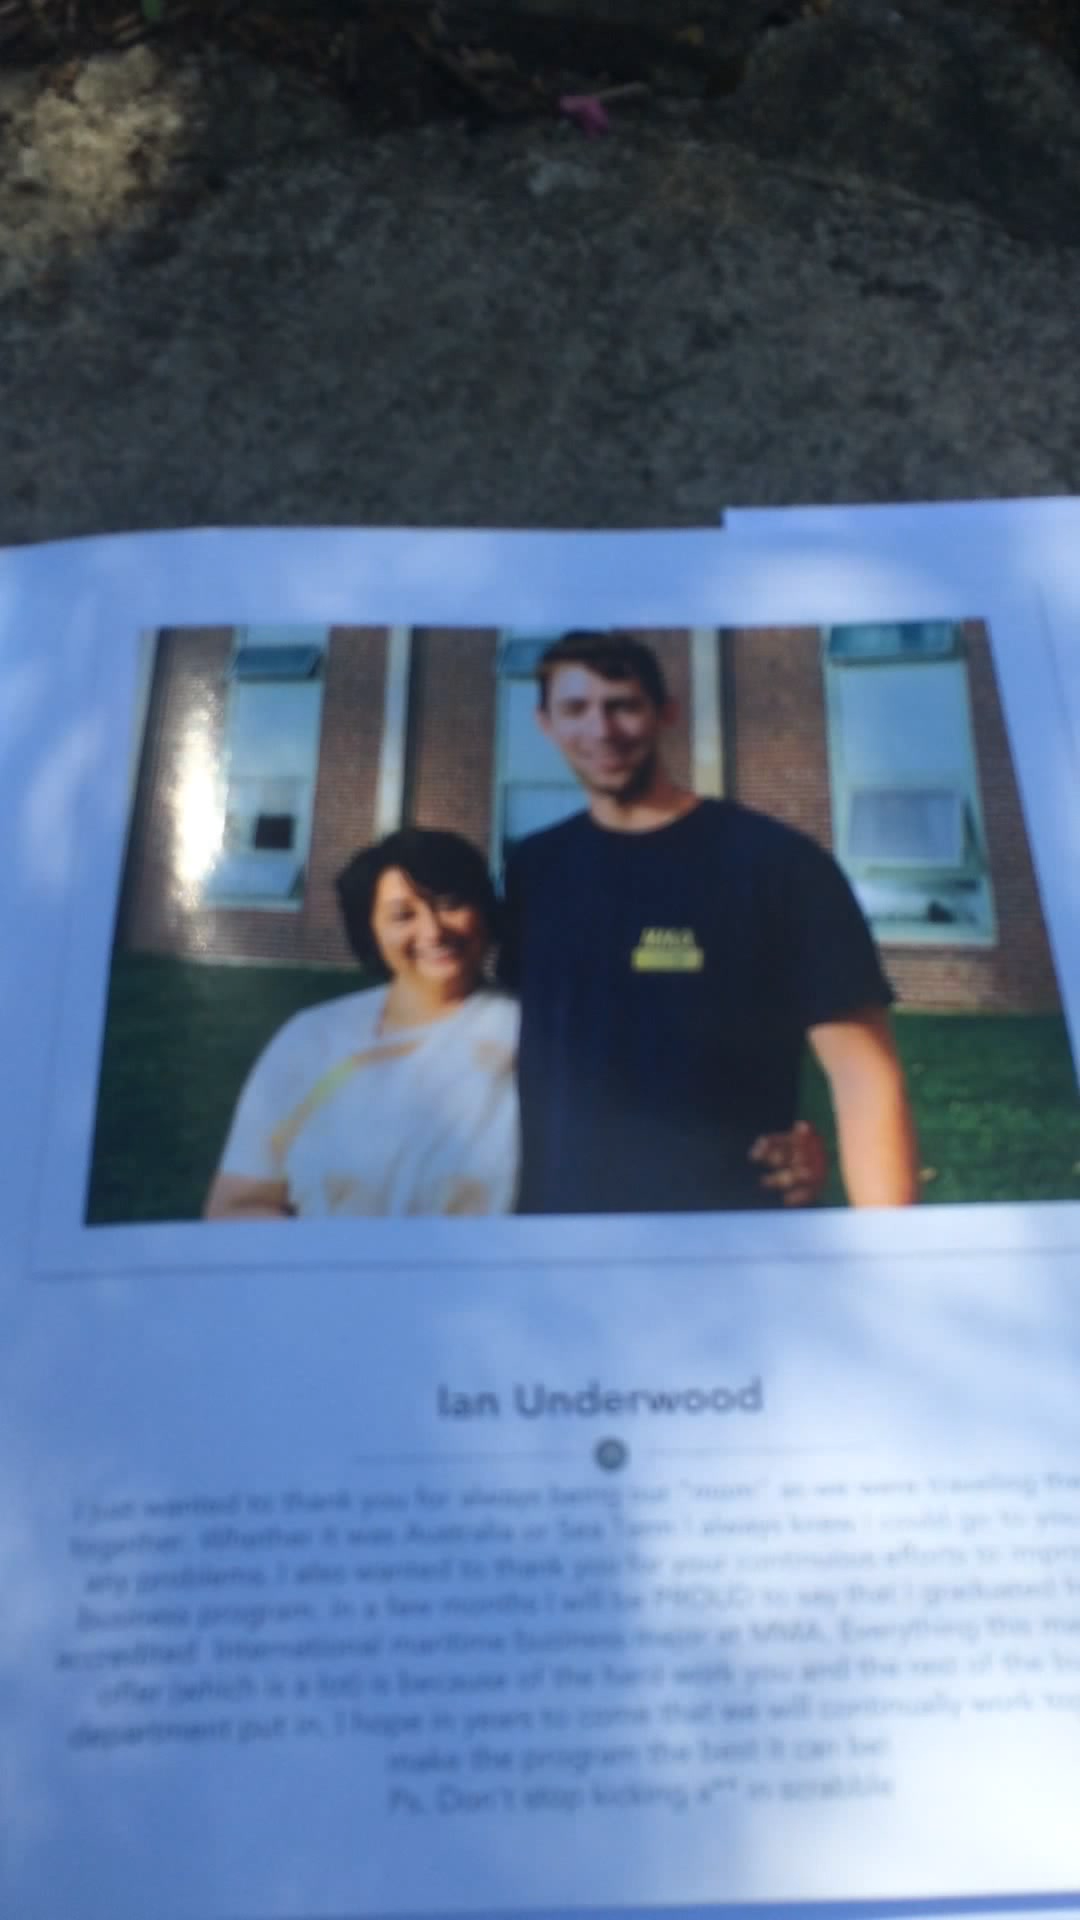 Ian Underwood
I just wanted to thank you for always being our "mum" as we were traveling the
together. Whether it was Australia or Sea Term I always knew I could go to you
any problems. I also wanted to thank you for your continuous efforts to
business program. In a few months I will be PROUD to say that I graduated
accredited International maritime business major at MMA. Everything this
offer (which is a lot) is because of the hard work you and the rest of the
department put in. I hope in years to come that we will continually work
make the program the best it can be!
Ps. Don't stop kicking a** in scrabble